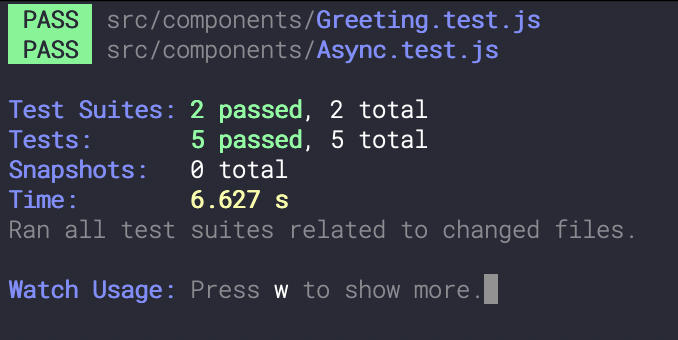 PASS src/components/Greeting.test.js
PASS src/components/Async.test.js
Test Suites: 2 passed, 2 total
Tests: 5 passed, 5 total
Snapshots: 0 total
Time: 6.627 s
Ran all test suites related to changed files.
Watch Usage: Press w to show more.